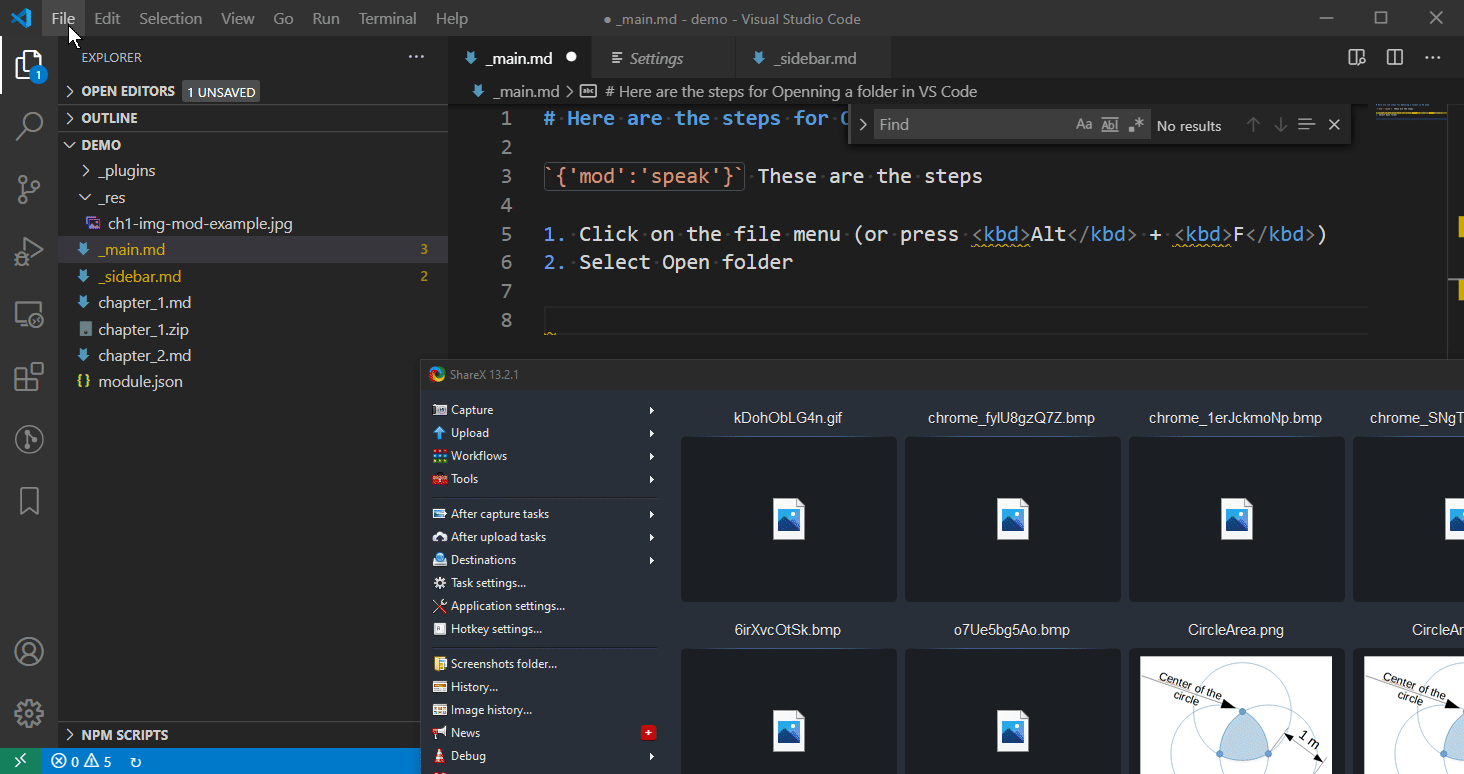 File Edit Selection View Go Run Terminal Help
● _main.md - demo - Visual Studio Code
EXPLORER
1
OPEN EDITORS 1 UNSAVED
OUTLINE
DEMO
_plugins
_res
ch1-img-mod-example.jpg
_main.md 3
_sidebar.md 2
chapter_1.md
chapter_1.zip
chapter_2.md
{} module.json
NPM SCRIPTS
0 5
_main.md ● Settings _sidebar.md
_main.md > # Here are the steps for Openning a folder in VS Code
Find Aa Abl .* No results
1 # Here are the steps for
2
3 `{'mod':'speak'}` These are the steps
4
5 1. Click on the file menu (or press <kbd>Alt</kbd> + <kbd>F</kbd>)
6 2. Select Open folder
7
8
ShareX 13.2.1
Capture
Upload
Workflows
Tools
After capture tasks
After upload tasks
Destinations
Task settings...
Application settings...
Hotkey settings...
Screenshots folder...
History...
Image history...
News
Debug
kDohObLG4n.gif chrome_fylU8gzQ7Z.bmp chrome_1erJckmoNp.bmp chrome_SNgT
6irXvcOtSk.bmp o7Ue5bg5Ao.bmp CircleArea.png CircleAr
Center of the
circle
1 m
Center of the
circle